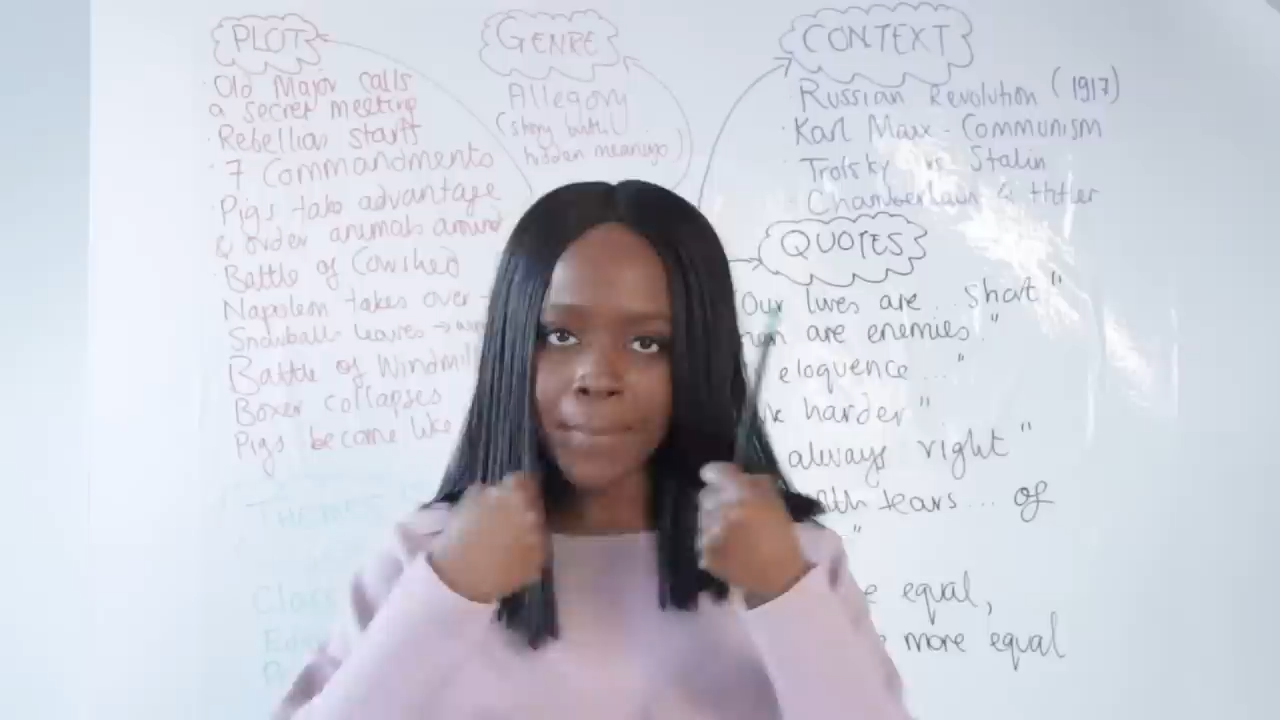 PLOT
· Old Major calls
a secret meeting
· Rebellion starts
· 7 Commandments
· Pigs take advantage
& order animals around
· Battle of Cowshed
Napoleon takes over
Snowball leaves →
Battle of Windmill
Boxer collapses
Pigs become like
THEMES
Class
GENRE
Allegory
(story with
hidden meanings)
CONTEXT
· Russian Revolution (1917)
· Karl Marx - Communism
· Trotsky vs Stalin
· Chamberlain & Hitler
QUOTES
"Our lives are... short"
are enemies."
eloquence ..."
harder"
always right"
tears... of
"
equal,
more equal